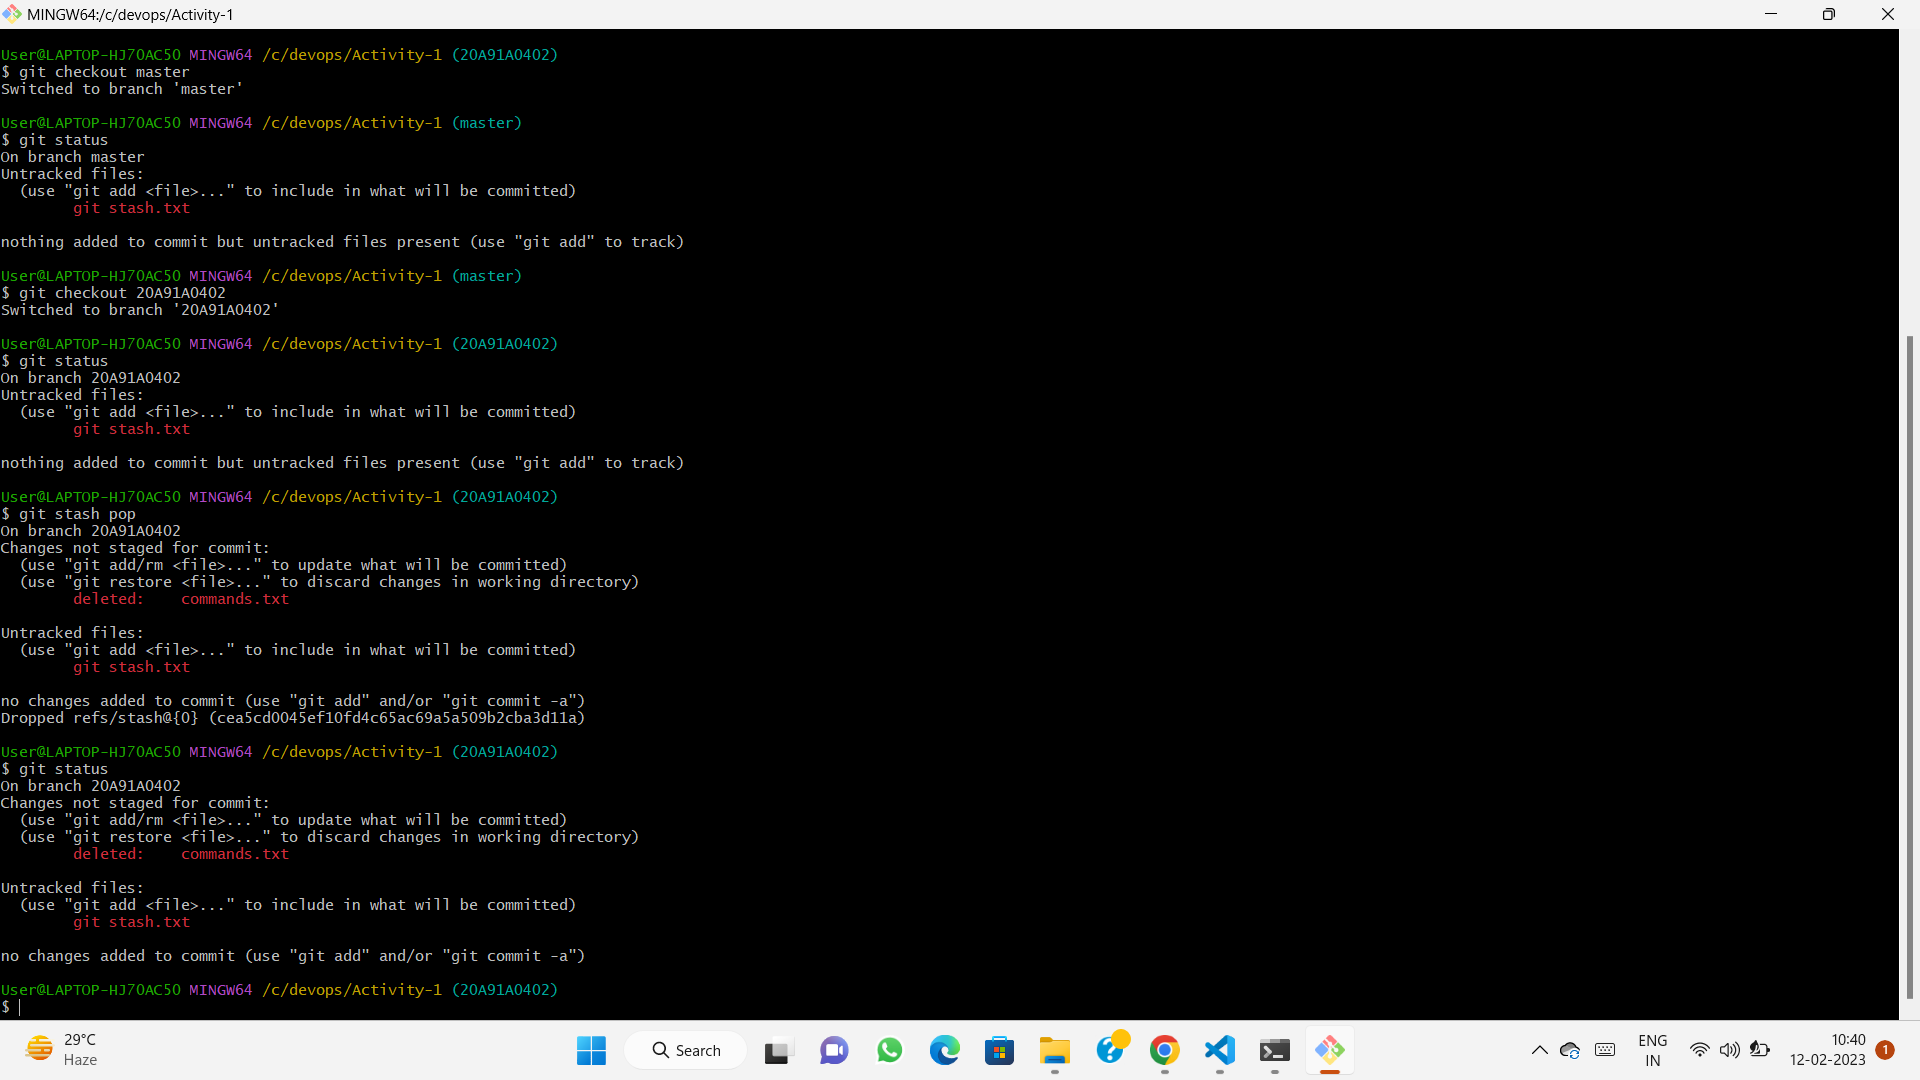 MINGW64:/c/devops/Activity-1
User@LAPTOP-HJ7OAC5O MINGW64 /c/devops/Activity-1 (20A91A0402)
$ git checkout master
Switched to branch 'master'
User@LAPTOP-HJ7OAC5O MINGW64 /c/devops/Activity-1 (master)
$ git status
On branch master
Untracked files:
  (use "git add <file>..." to include in what will be committed)
        git stash.txt
nothing added to commit but untracked files present (use "git add" to track)
User@LAPTOP-HJ7OAC5O MINGW64 /c/devops/Activity-1 (master)
$ git checkout 20A91A0402
Switched to branch '20A91A0402'
User@LAPTOP-HJ7OAC5O MINGW64 /c/devops/Activity-1 (20A91A0402)
$ git status
On branch 20A91A0402
Untracked files:
  (use "git add <file>..." to include in what will be committed)
        git stash.txt
nothing added to commit but untracked files present (use "git add" to track)
User@LAPTOP-HJ7OAC5O MINGW64 /c/devops/Activity-1 (20A91A0402)
$ git stash pop
On branch 20A91A0402
Changes not staged for commit:
  (use "git add/rm <file>..." to update what will be committed)
  (use "git restore <file>..." to discard changes in working directory)
        deleted:    commands.txt
Untracked files:
  (use "git add <file>..." to include in what will be committed)
        git stash.txt
no changes added to commit (use "git add" and/or "git commit -a")
Dropped refs/stash@{0} (cea5cd0045ef10fd4c65ac69a5a509b2cba3d11a)
User@LAPTOP-HJ7OAC5O MINGW64 /c/devops/Activity-1 (20A91A0402)
$ git status
On branch 20A91A0402
Changes not staged for commit:
  (use "git add/rm <file>..." to update what will be committed)
  (use "git restore <file>..." to discard changes in working directory)
        deleted:    commands.txt
Untracked files:
  (use "git add <file>..." to include in what will be committed)
        git stash.txt
no changes added to commit (use "git add" and/or "git commit -a")
User@LAPTOP-HJ7OAC5O MINGW64 /c/devops/Activity-1 (20A91A0402)
$
29°C
Haze
Search
ENG
IN
10:40
12-02-2023
1